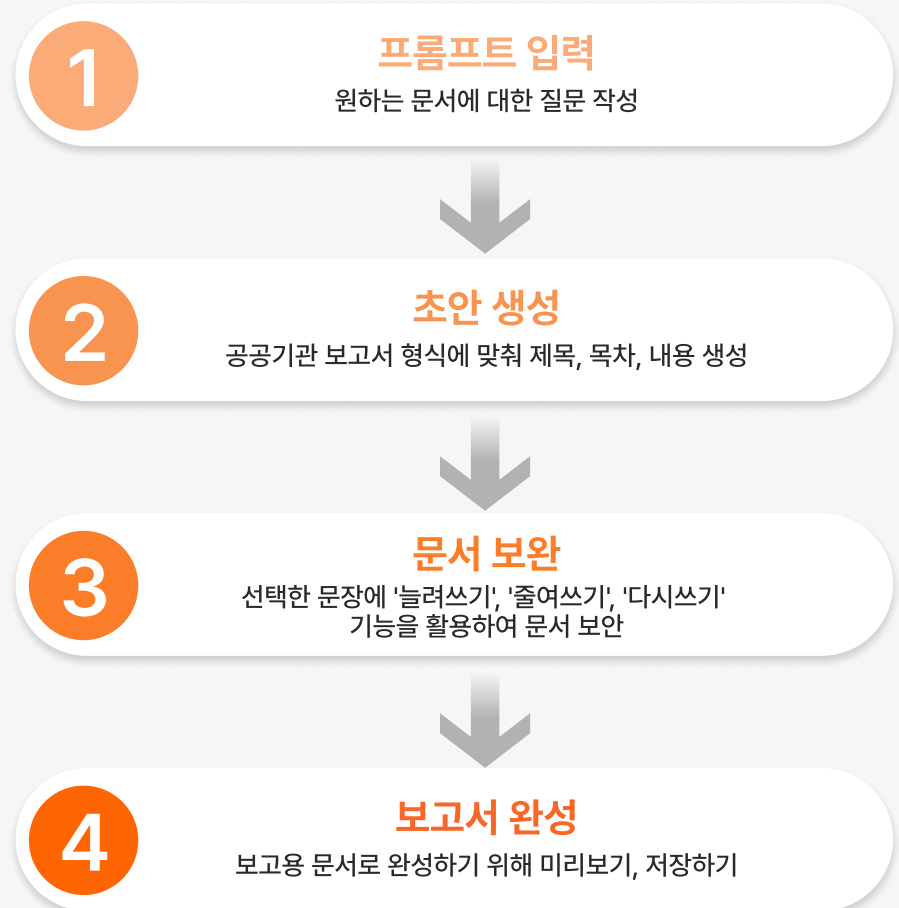 1
프롬프트 입력
원하는 문서에 대한 질문 작성
2
초안 생성
공공기관 보고서 형식에 맞춰 제목, 목차, 내용 생성
3
문서 보완
선택한 문장에 '늘려쓰기', '줄여쓰기', '다시쓰기'
기능을 활용하여 문서 보안
4
보고서 완성
보고용 문서로 완성하기 위해 미리보기, 저장하기